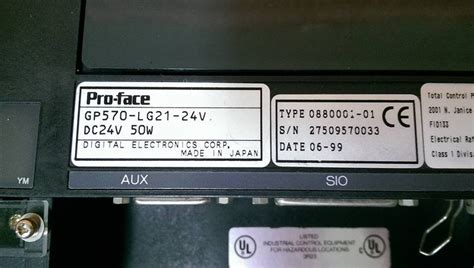 Pro-face
GP570-LG21-24V
DC24V 50W
DIGITAL ELECTRONICS CORP.
MADE IN JAPAN
TYPE 0880001-01
CE
S/N 27509570033
DATE 06-99
Total Control
2001 N. Janice
Electrical
Class 1
YM
AUX
SIO
UL
LISTED
INDUSTRIAL CONTROL EQUIPMENT
FOR HAZARDOUS LOCATIONS
UL